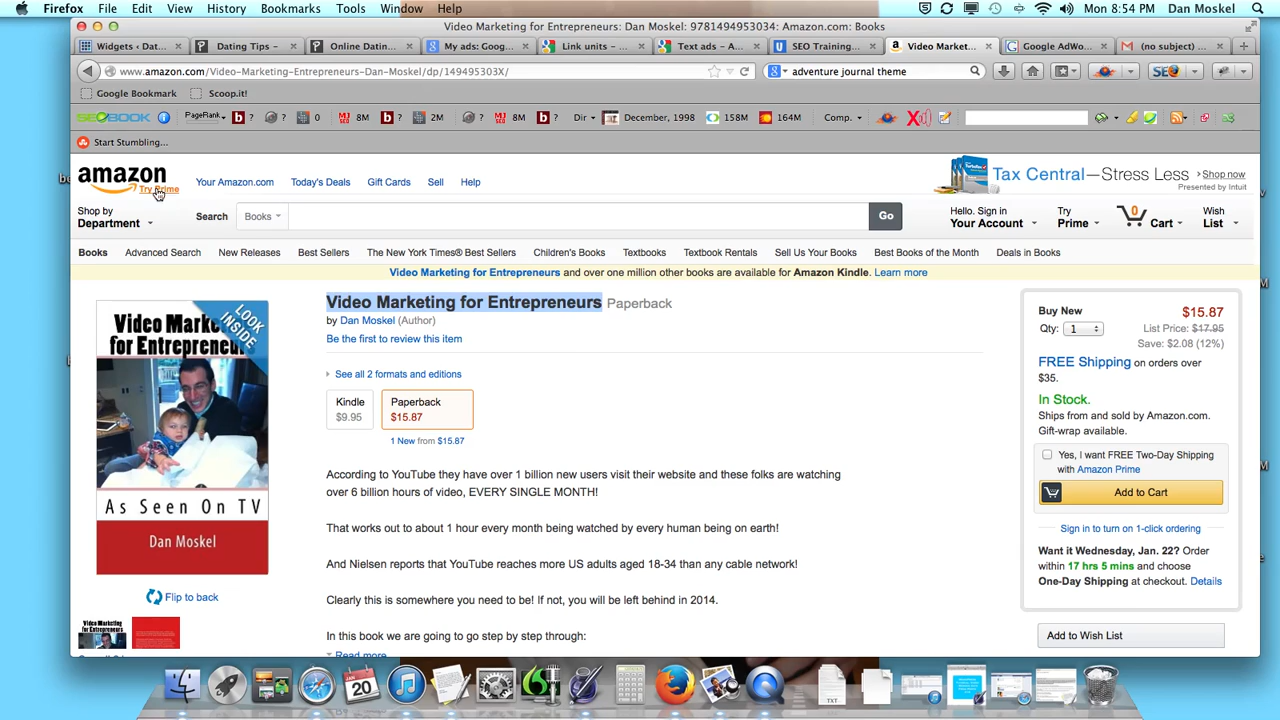 Firefox File Edit View History Bookmarks Tools Window Help Mon 8:54 PM Dan Moskel
Video Marketing for Entrepreneurs: Dan Moskel: 9781494953034: Amazon.com: Books
Widgets ‹ Dat... Dating Tips - ... Online Datin... My ads: Goog... Link units - ... Text ads - A... SEO Training... Video Market... Google AdWo... (no subject) ...
www.amazon.com/Video-Marketing-Entrepreneurs-Dan-Moskel/dp/149495303X/ adventure journal theme SEO
Google Bookmark Scoop.it!
SEOBOOK PageRank ? ? 0 8M ? 2M ? 8M ? Dir December, 1998 158M 164M Comp.
Start Stumbling...
amazon
Try Prime
Your Amazon.com Today's Deals Gift Cards Sell Help
Tax Central—Stress Less Shop now
Presented by Intuit
Shop by
Department
Search Books Go
Hello. Sign in
Your Account
Try
Prime
0
Cart
Wish
List
Books Advanced Search New Releases Best Sellers The New York Times® Best Sellers Children's Books Textbooks Textbook Rentals Sell Us Your Books Best Books of the Month Deals in Books
Video Marketing for Entrepreneurs and over one million other books are available for Amazon Kindle. Learn more
LOOK INSIDE
Video Marke
for Entrepreneu
As Seen On TV
Dan Moskel
Flip to back
Video Marketing
for Entrepreneurs
Video Marketing for Entrepreneurs Paperback
by Dan Moskel (Author)
Be the first to review this item
See all 2 formats and editions
Kindle
$9.95
Paperback
$15.87
1 New from $15.87
According to YouTube they have over 1 billion new users visit their website and these folks are watching
over 6 billion hours of video, EVERY SINGLE MONTH!
That works out to about 1 hour every month being watched by every human being on earth!
And Nielsen reports that YouTube reaches more US adults aged 18-34 than any cable network!
Clearly this is somewhere you need to be! If not, you will be left behind in 2014.
In this book we are going to go step by step through:
Read more
Buy New $15.87
Qty: 1 List Price: $17.95
Save: $2.08 (12%)
FREE Shipping on orders over
$35.
In Stock.
Ships from and sold by Amazon.com.
Gift-wrap available.
Yes, I want FREE Two-Day Shipping
with Amazon Prime
Add to Cart
Sign in to turn on 1-click ordering
Want it Wednesday, Jan. 22? Order
within 17 hrs 5 mins and choose
One-Day Shipping at checkout. Details
Add to Wish List
JAN
20
TXT